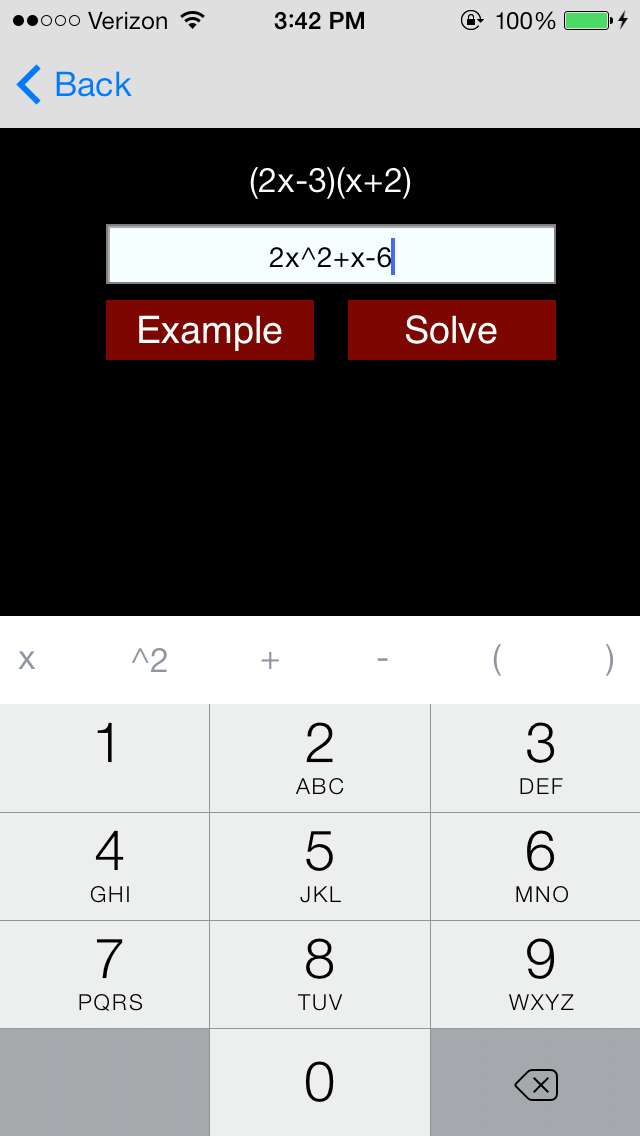 Verizon 3:42 PM 100%
Back
(2x-3)(x+2)
2x^2+x-6
Example Solve
x ^2 + - ( )
1 2 3
ABC DEF
4 5 6
GHI JKL MNO
7 8 9
PQRS TUV WXYZ
0